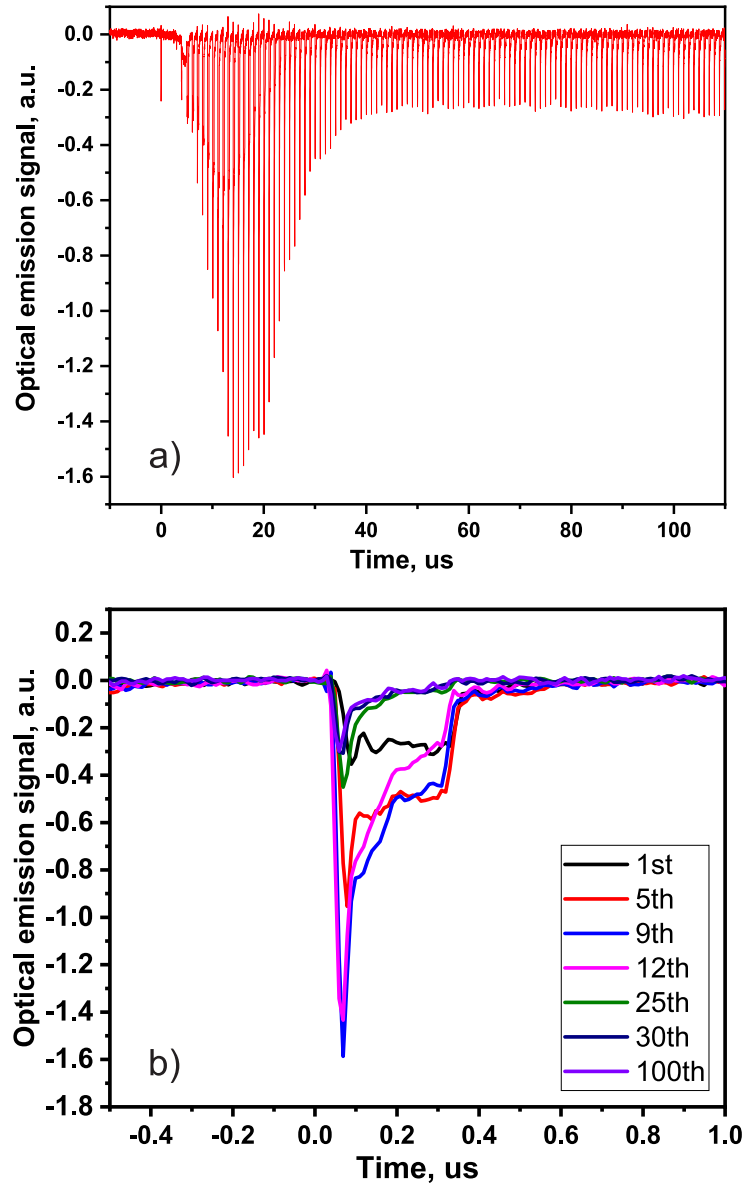 Optical emission signal, a.u.
0.0
-0.2
-0.4
-0.6
-0.8
-1.0
-1.2
-1.4
-1.6
a)
0 20 40 60 80 100
Time, us
Optical emission signal, a.u.
0.2
0.0
-0.2
-0.4
-0.6
-0.8
-1.0
-1.2
-1.4
-1.6
-1.8
b)
1st
5th
9th
12th
25th
30th
100th
-0.4 -0.2 0.0 0.2 0.4 0.6 0.8 1.0
Time, us